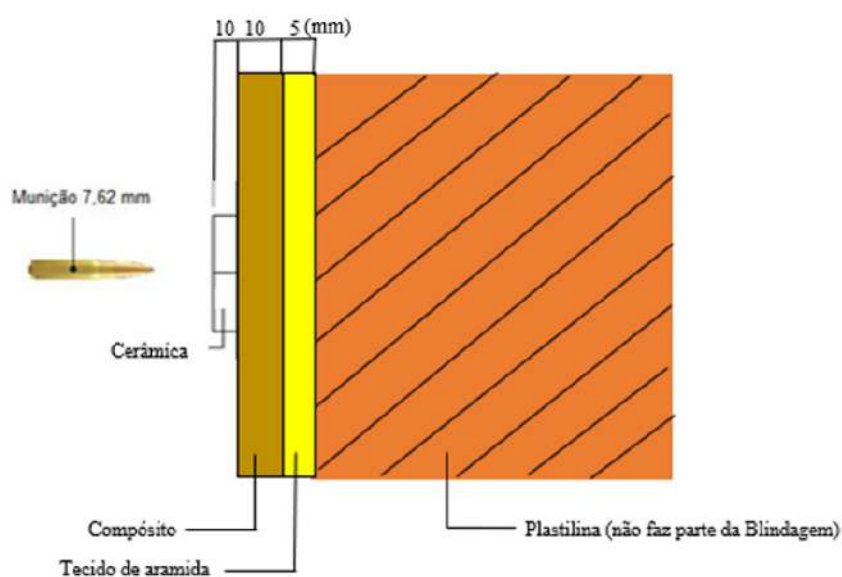 10 10 5 (mm)
Munição 7,62 mm
Cerâmica
Compósito
Plastilina (não faz parte da Blindagem)
Tecido de aramida